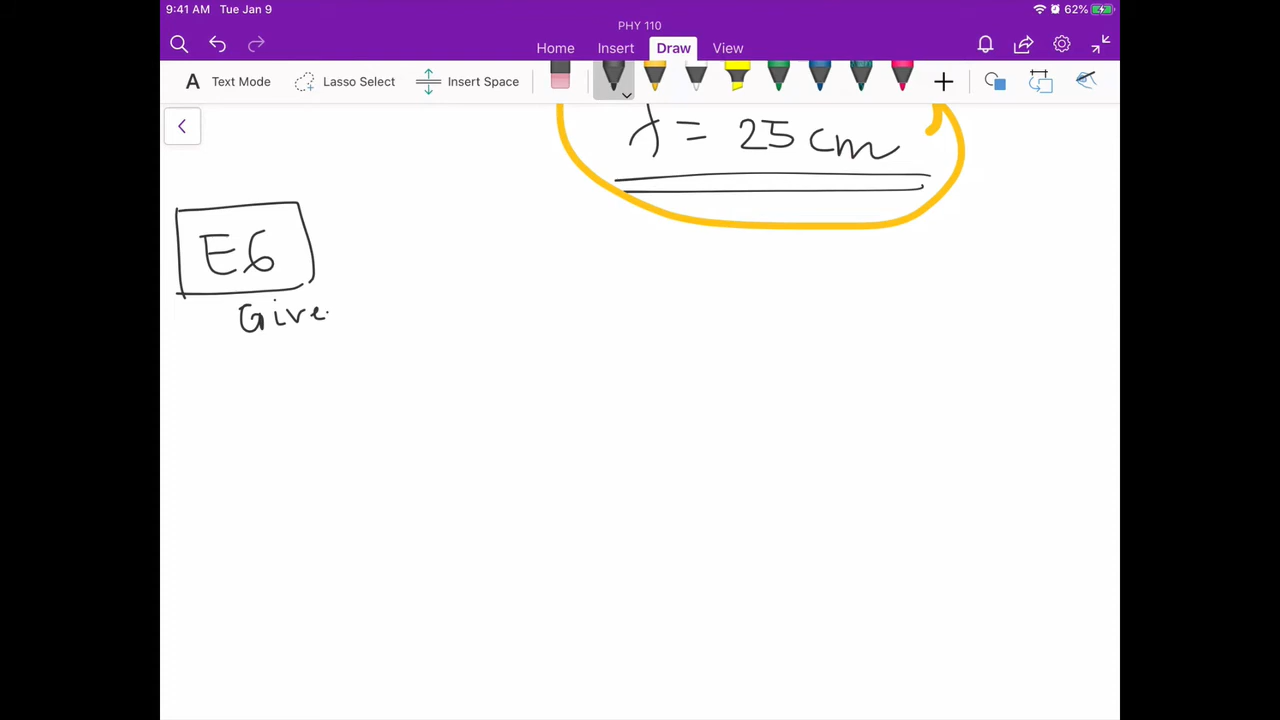 9:41 AM Tue Jan 9
62%
PHY 110
Home Insert Draw View
A Text Mode Lasso Select Insert Space
= 25 cm
E6
Give